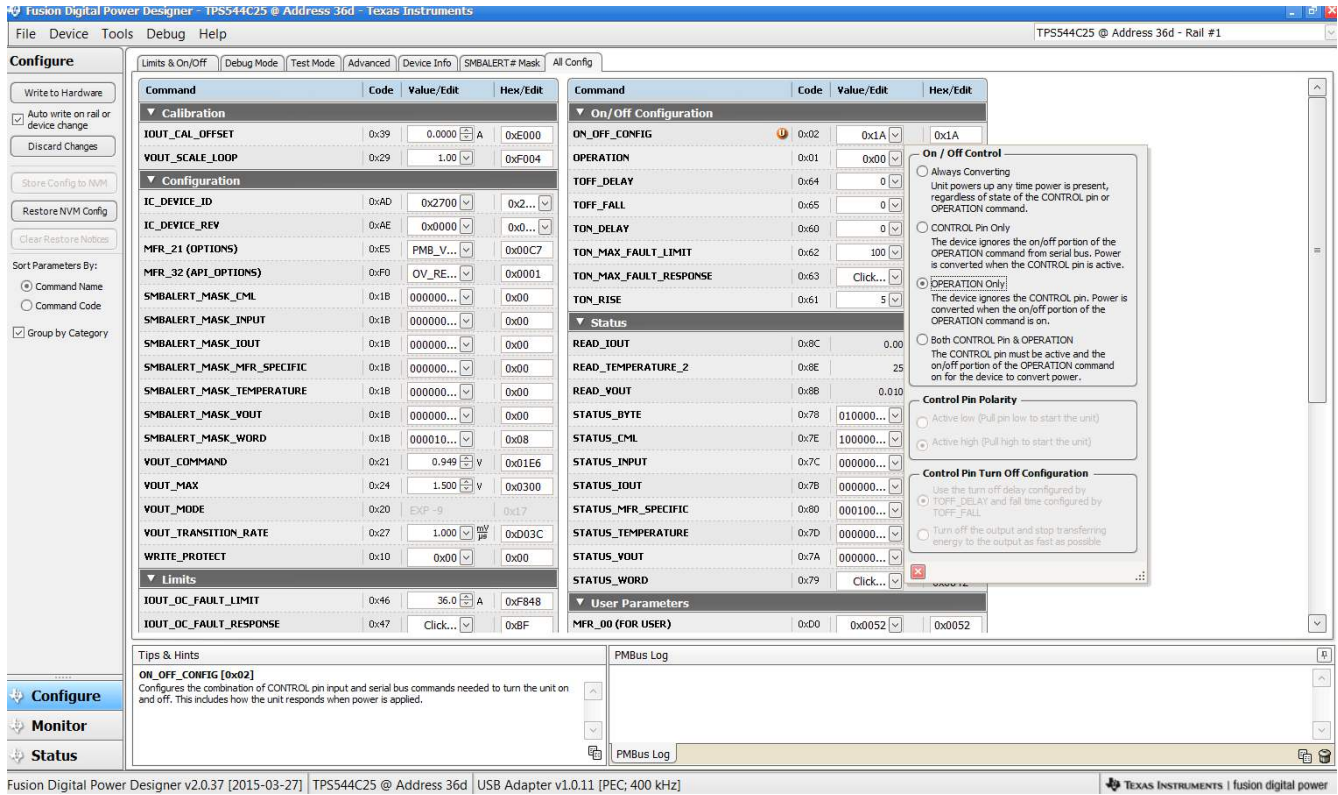 Fusion Digital Power Designer - TPS544C25 @ Address 36d - Texas Instruments
File Device Tools Debug Help
TPS544C25 @ Address 36d - Rail #1
Configure
Write to Hardware
Auto write on rail or
device change
Discard Changes
Store Config to NVM
Restore NVM Config
Clear Restore Notices
Sort Parameters By:
Command Name
Command Code
Group by Category
Limits & On/Off Debug Mode Test Mode Advanced Device Info SMBALERT# Mask All Config
Command Code Value/Edit Hex/Edit
▼ Calibration
IOUT_CAL_OFFSET 0x39 0.0000 A 0xE000
VOUT_SCALE_LOOP 0x29 1.00 0xF004
▼ Configuration
IC_DEVICE_ID 0xAD 0x2700 0x2...
IC_DEVICE_REV 0xAE 0x0000 0x0...
MFR_21 (OPTIONS) 0xE5 PMB_V... 0x00C7
MFR_32 (API_OPTIONS) 0xF0 OV_RE... 0x0001
SMBALERT_MASK_CML 0x1B 000000... 0x00
SMBALERT_MASK_INPUT 0x1B 000000... 0x00
SMBALERT_MASK_IOUT 0x1B 000000... 0x00
SMBALERT_MASK_MFR_SPECIFIC 0x1B 000000... 0x00
SMBALERT_MASK_TEMPERATURE 0x1B 000000... 0x00
SMBALERT_MASK_VOUT 0x1B 000000... 0x00
SMBALERT_MASK_WORD 0x1B 000010... 0x08
VOUT_COMMAND 0x21 0.949 V 0x01E6
VOUT_MAX 0x24 1.500 V 0x0300
VOUT_MODE 0x20 EXP -9 0x17
VOUT_TRANSITION_RATE 0x27 1.000 mV/µs 0xD03C
WRITE_PROTECT 0x10 0x00 0x00
▼ Limits
IOUT_OC_FAULT_LIMIT 0x46 36.0 A 0xF848
IOUT_OC_FAULT_RESPONSE 0x47 Click... 0xBF
Command Code Value/Edit Hex/Edit
▼ On/Off Configuration
ON_OFF_CONFIG 0x02 0x1A 0x1A
OPERATION 0x01 0x00
TOFF_DELAY 0x64 0
TOFF_FALL 0x65 0
TON_DELAY 0x60 0
TON_MAX_FAULT_LIMIT 0x62 100
TON_MAX_FAULT_RESPONSE 0x63 Click...
TON_RISE 0x61 5
▼ Status
READ_IOUT 0x8C 0.00
READ_TEMPERATURE_2 0x8E 25
READ_VOUT 0x8B 0.010
STATUS_BYTE 0x78 010000...
STATUS_CML 0x7E 100000...
STATUS_INPUT 0x7C 000000...
STATUS_IOUT 0x7B 000000...
STATUS_MFR_SPECIFIC 0x80 000100...
STATUS_TEMPERATURE 0x7D 000000...
STATUS_VOUT 0x7A 000000...
STATUS_WORD 0x79 Click...
▼ User Parameters
MFR_00 (FOR USER) 0xD0 0x0052 0x0052
On / Off Control
Always Converting
Unit powers up any time power is present,
regardless of state of the CONTROL pin or
OPERATION command.
CONTROL Pin Only
The device ignores the on/off portion of the
OPERATION command from serial bus. Power
is converted when the CONTROL pin is active.
OPERATION Only
The device ignores the CONTROL pin. Power is
converted when the on/off portion of the
OPERATION command is on.
Both CONTROL Pin & OPERATION
The CONTROL pin must be active and the
on/off portion of the OPERATION command
on for the device to convert power.
Control Pin Polarity
Active low (Pull pin low to start the unit)
Active high (Pull high to start the unit)
Control Pin Turn Off Configuration
Use the turn off delay configured by
TOFF_DELAY and fall time configured by
TOFF_FALL
Turn off the output and stop transferring
energy to the output as fast as possible
Tips & Hints
ON_OFF_CONFIG [0x02]
Configures the combination of CONTROL pin input and serial bus commands needed to turn the unit on
and off. This includes how the unit responds when power is applied.
PMBus Log
PMBus Log
Configure
Monitor
Status
Fusion Digital Power Designer v2.0.37 [2015-03-27] TPS544C25 @ Address 36d USB Adapter v1.0.11 [PEC; 400 kHz]
TEXAS INSTRUMENTS | fusion digital power